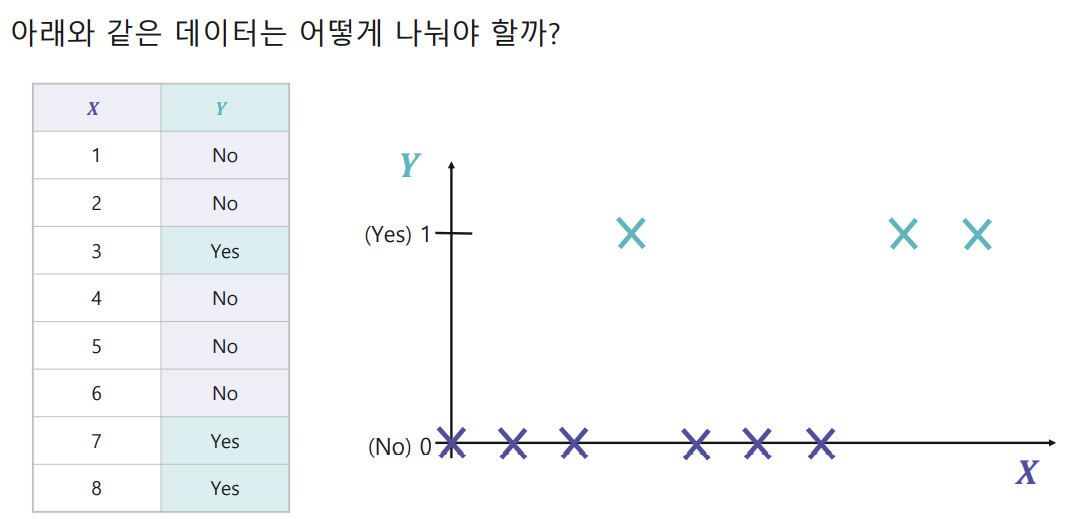 아래와 같은 데이터는 어떻게 나눠야 할까?
X Y
1 No
2 No
3 Yes
4 No
5 No
6 No
7 Yes
8 Yes
Y
(Yes) 1
(No) 0
X